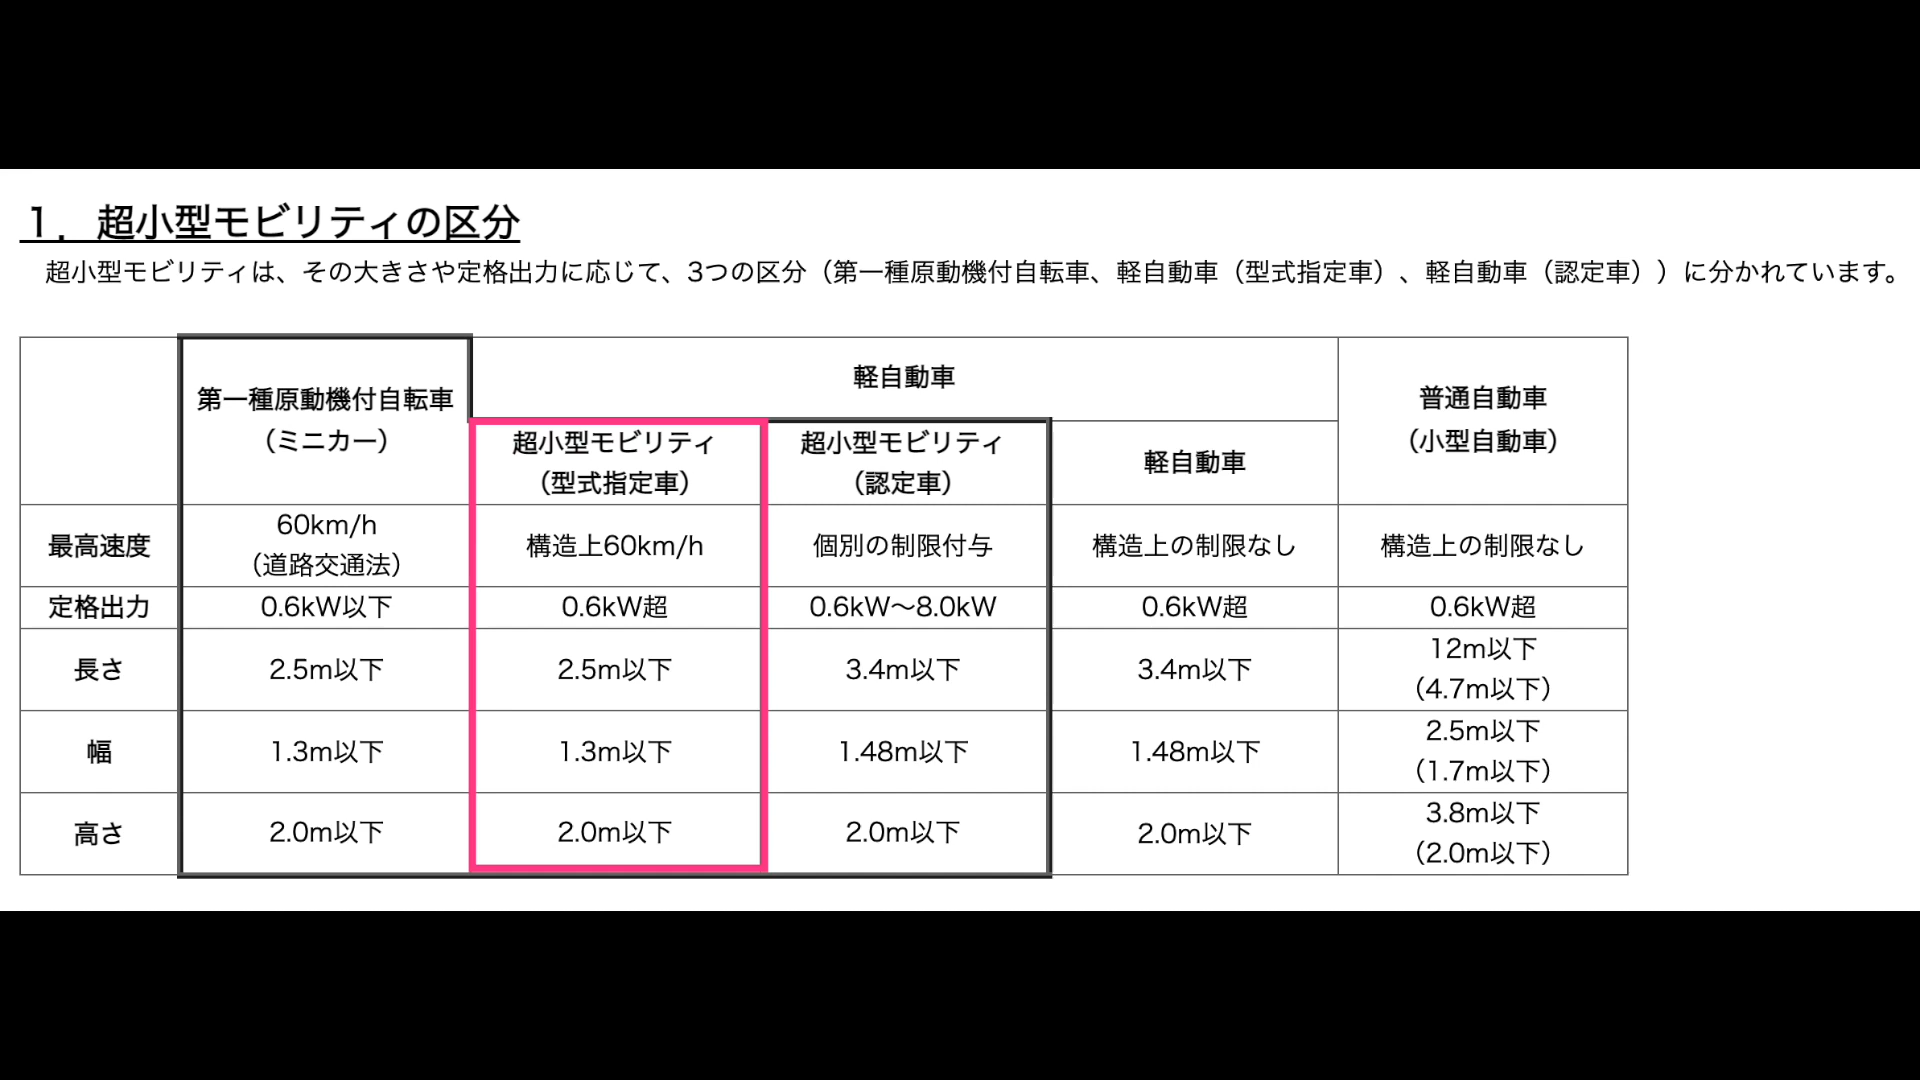 １．超小型モビリティの区分
超小型モビリティは、その大きさや定格出力に応じて、3つの区分（第一種原動機付自転車、軽自動車（型式指定車）、軽自動車（認定車））に分かれています。
第一種原動機付自転車
（ミニカー）
軽自動車
普通自動車
（小型自動車）
超小型モビリティ
（型式指定車）
超小型モビリティ
（認定車）
軽自動車
最高速度
60km/h
（道路交通法）
構造上60km/h
個別の制限付与
構造上の制限なし
構造上の制限なし
定格出力
0.6kW以下
0.6kW超
0.6kW〜8.0kW
0.6kW超
0.6kW超
長さ
2.5m以下
2.5m以下
3.4m以下
3.4m以下
12m以下
（4.7m以下）
幅
1.3m以下
1.3m以下
1.48m以下
1.48m以下
2.5m以下
（1.7m以下）
高さ
2.0m以下
2.0m以下
2.0m以下
2.0m以下
3.8m以下
（2.0m以下）